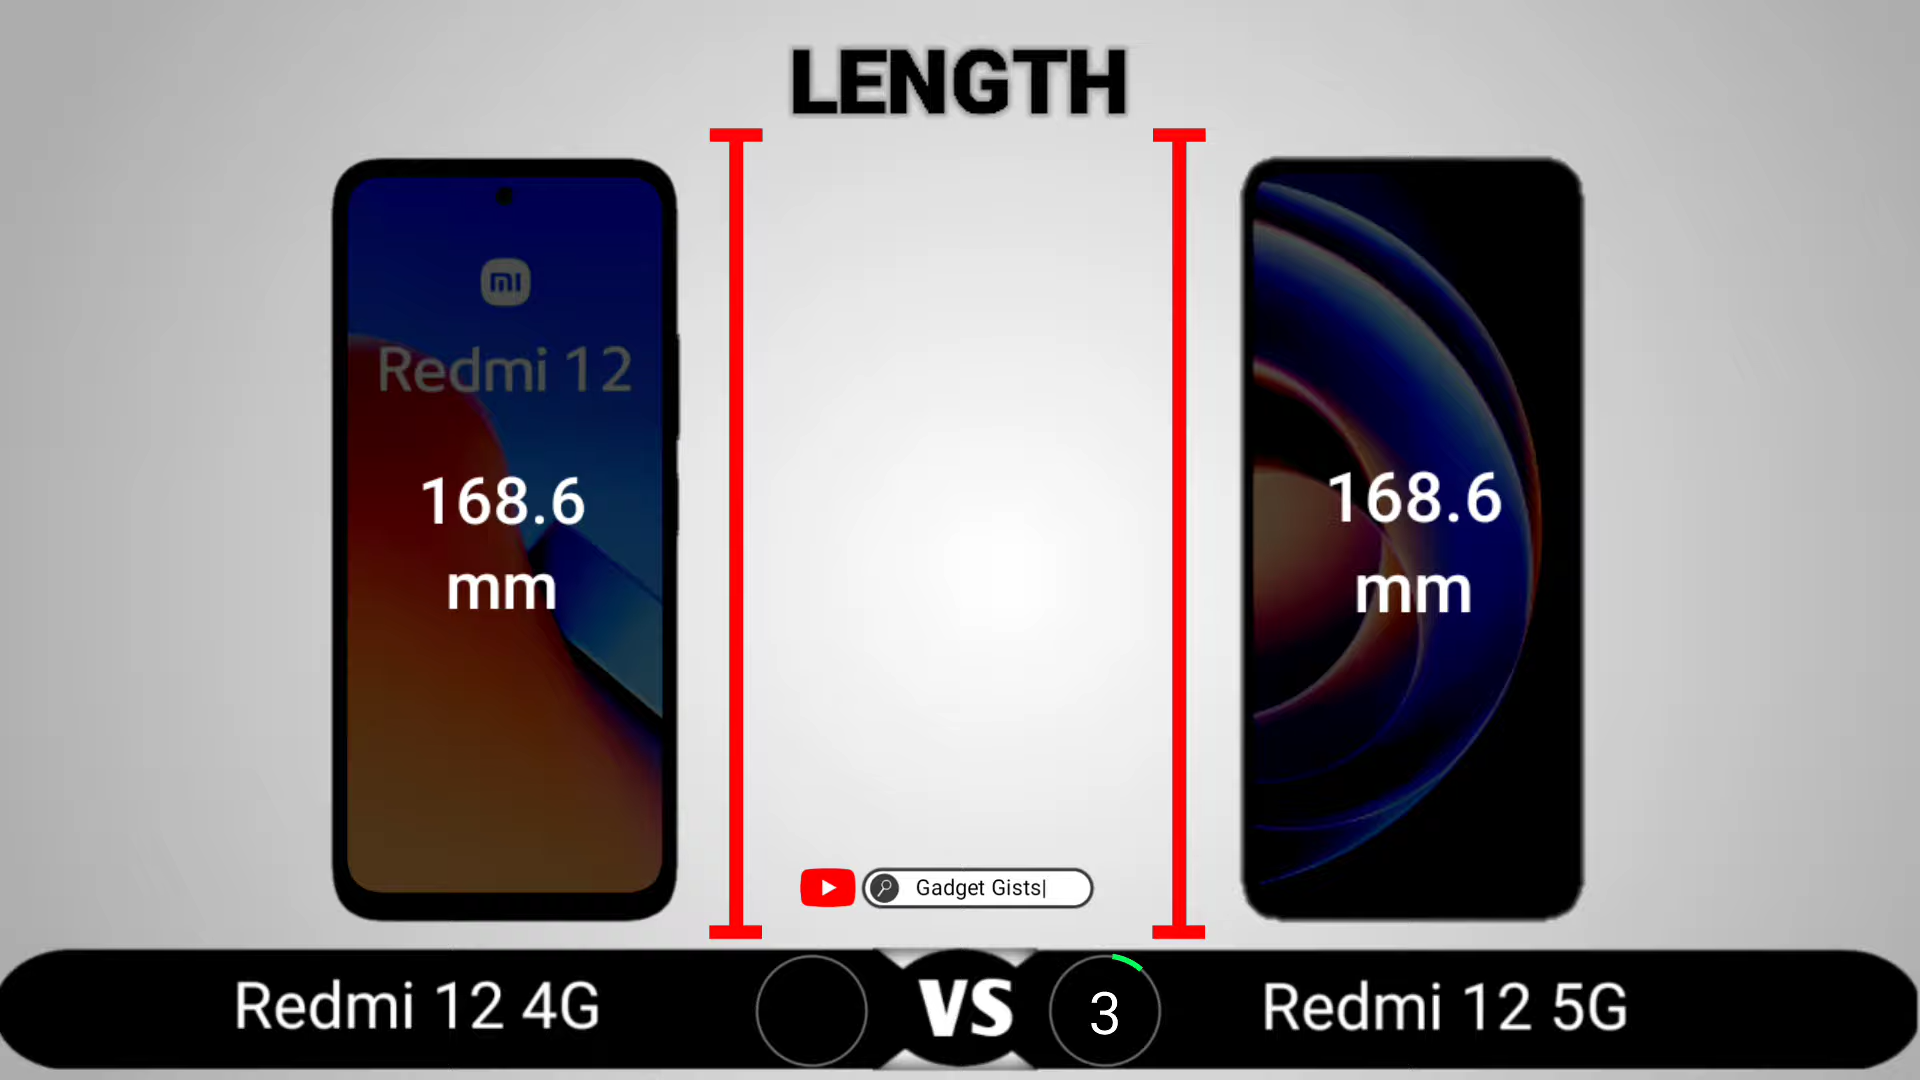 LENGTH
mi
Redmi 12
168.6
mm
168.6
mm
Gadget Gists|
Redmi 12 4G
VS
3
Redmi 12 5G